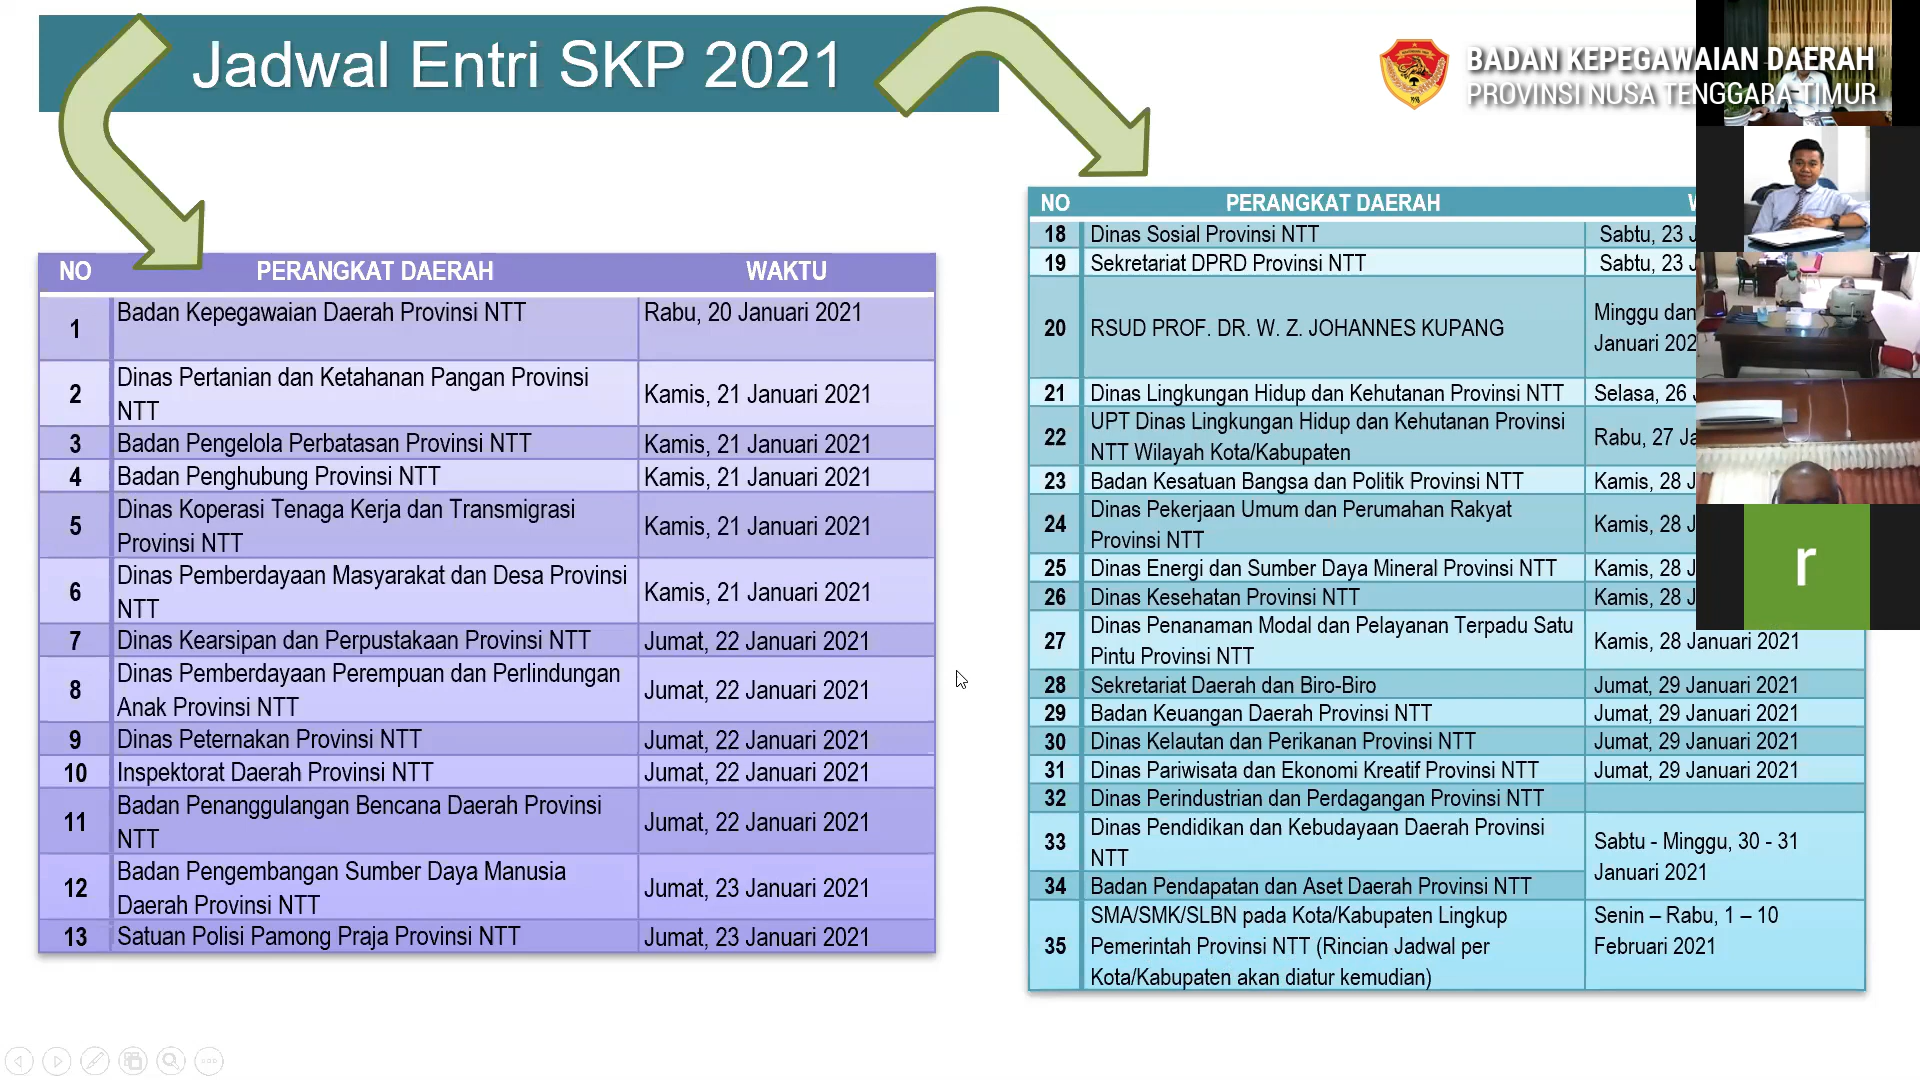 Jadwal Entri SKP 2021
BADAN KEPEGAWAIAN DAERAH
PROVINSI NUSA TENGGARA TIMUR
NO PERANGKAT DAERAH WAKTU
1 Badan Kepegawaian Daerah Provinsi NTT Rabu, 20 Januari 2021
2 Dinas Pertanian dan Ketahanan Pangan Provinsi
NTT Kamis, 21 Januari 2021
3 Badan Pengelola Perbatasan Provinsi NTT Kamis, 21 Januari 2021
4 Badan Penghubung Provinsi NTT Kamis, 21 Januari 2021
5 Dinas Koperasi Tenaga Kerja dan Transmigrasi
Provinsi NTT Kamis, 21 Januari 2021
6 Dinas Pemberdayaan Masyarakat dan Desa Provinsi
NTT Kamis, 21 Januari 2021
7 Dinas Kearsipan dan Perpustakaan Provinsi NTT Jumat, 22 Januari 2021
8 Dinas Pemberdayaan Perempuan dan Perlindungan
Anak Provinsi NTT Jumat, 22 Januari 2021
9 Dinas Peternakan Provinsi NTT Jumat, 22 Januari 2021
10 Inspektorat Daerah Provinsi NTT Jumat, 22 Januari 2021
11 Badan Penanggulangan Bencana Daerah Provinsi
NTT Jumat, 22 Januari 2021
12 Badan Pengembangan Sumber Daya Manusia
Daerah Provinsi NTT Jumat, 23 Januari 2021
13 Satuan Polisi Pamong Praja Provinsi NTT Jumat, 23 Januari 2021
NO PERANGKAT DAERAH
18 Dinas Sosial Provinsi NTT Sabtu, 23 J
19 Sekretariat DPRD Provinsi NTT Sabtu, 23 J
20 RSUD PROF. DR. W. Z. JOHANNES KUPANG Minggu dan
Januari 202
21 Dinas Lingkungan Hidup dan Kehutanan Provinsi NTT Selasa, 26
22 UPT Dinas Lingkungan Hidup dan Kehutanan Provinsi
NTT Wilayah Kota/Kabupaten Rabu, 27 Ja
23 Badan Kesatuan Bangsa dan Politik Provinsi NTT Kamis, 28 J
24 Dinas Pekerjaan Umum dan Perumahan Rakyat
Provinsi NTT Kamis, 28 J
25 Dinas Energi dan Sumber Daya Mineral Provinsi NTT Kamis, 28 J
26 Dinas Kesehatan Provinsi NTT Kamis, 28 J
27 Dinas Penanaman Modal dan Pelayanan Terpadu Satu
Pintu Provinsi NTT Kamis, 28 Januari 2021
28 Sekretariat Daerah dan Biro-Biro Jumat, 29 Januari 2021
29 Badan Keuangan Daerah Provinsi NTT Jumat, 29 Januari 2021
30 Dinas Kelautan dan Perikanan Provinsi NTT Jumat, 29 Januari 2021
31 Dinas Pariwisata dan Ekonomi Kreatif Provinsi NTT Jumat, 29 Januari 2021
32 Dinas Perindustrian dan Perdagangan Provinsi NTT
33 Dinas Pendidikan dan Kebudayaan Daerah Provinsi
NTT Sabtu - Minggu, 30 - 31
Januari 2021
34 Badan Pendapatan dan Aset Daerah Provinsi NTT
35 SMA/SMK/SLBN pada Kota/Kabupaten Lingkup
Pemerintah Provinsi NTT (Rincian Jadwal per
Kota/Kabupaten akan diatur kemudian) Senin – Rabu, 1 – 10
Februari 2021
r